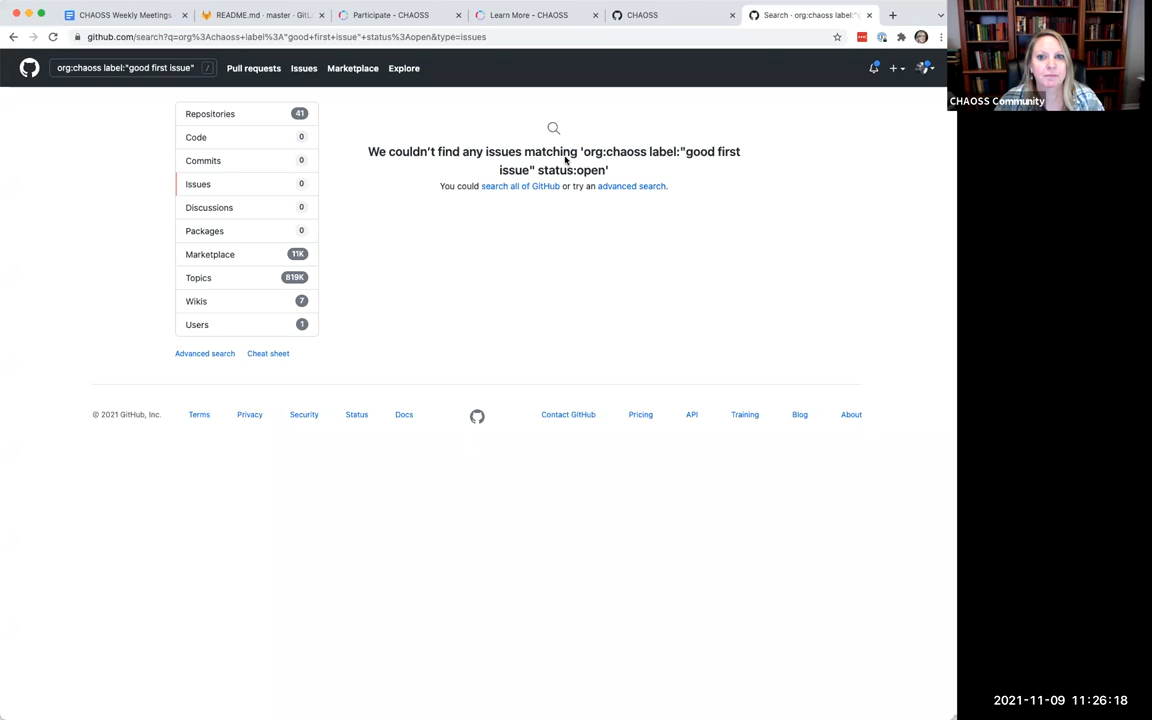 CHAOSS Weekly Meetings
README.md · master · GitL
Participate - CHAOSS
Learn More - CHAOSS
CHAOSS
Search · org:chaoss label:"
github.com/search?q=org%3Achaoss+label%3A"good+first+issue"+status%3Aopen&type=issues
org:chaoss label:"good first issue"
/
Pull requests
Issues
Marketplace
Explore
CHAOSS Community
Repositories 41
Code 0
Commits 0
Issues 0
Discussions 0
Packages 0
Marketplace 11K
Topics 819K
Wikis 7
Users 1
Advanced search
Cheat sheet
We couldn't find any issues matching 'org:chaoss label:"good first
issue" status:open'
You could search all of GitHub or try an advanced search.
© 2021 GitHub, Inc.
Terms
Privacy
Security
Status
Docs
Contact GitHub
Pricing
API
Training
Blog
About
2021-11-09 11:26:18